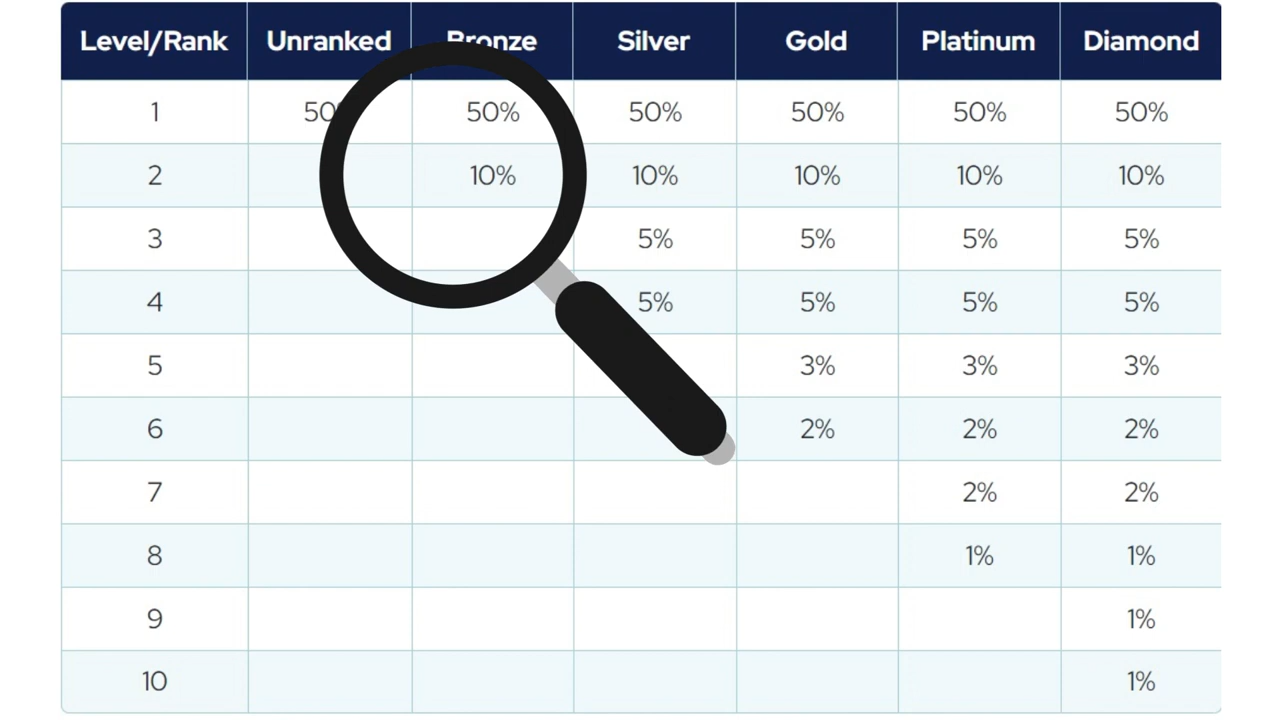 Level/Rank Unranked Bronze Silver Gold Platinum Diamond
1 50% 50% 50% 50% 50% 50%
2 10% 10% 10% 10% 10%
3 5% 5% 5% 5%
4 5% 5% 5% 5%
5 3% 3% 3%
6 2% 2% 2%
7 2% 2%
8 1% 1%
9 1%
10 1%